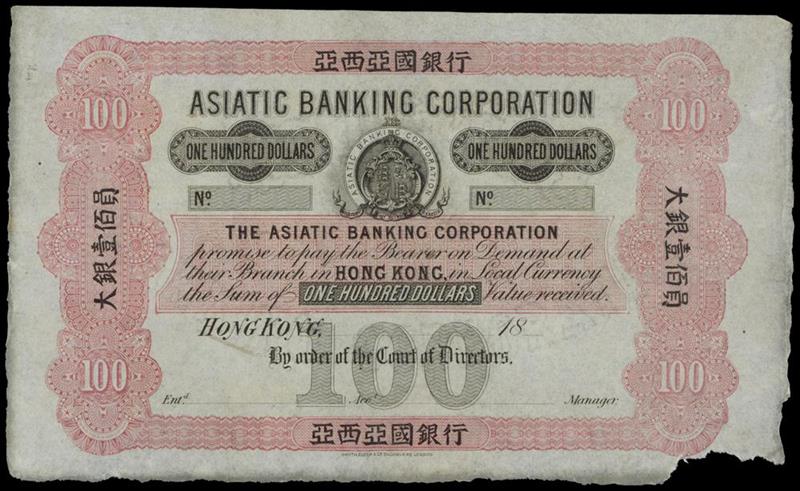 亞西亞國銀行
100 100
ASIATIC BANKING CORPORATION
ONE HUNDRED DOLLARS ASIATIC BANKING CORPORATION ONE HUNDRED DOLLARS
Nº Nº
大銀壹佰員
大銀壹佰員
THE ASIATIC BANKING CORPORATION
promise to pay the Bearer on Demand at
their Branch in HONG KONG, in Local Currency
the Sum of ONE HUNDRED DOLLARS Value received.
HONG KONG, 18
100
By order of the Court of Directors.
100 100
Entd. Acct. Manager.
亞西亞國銀行